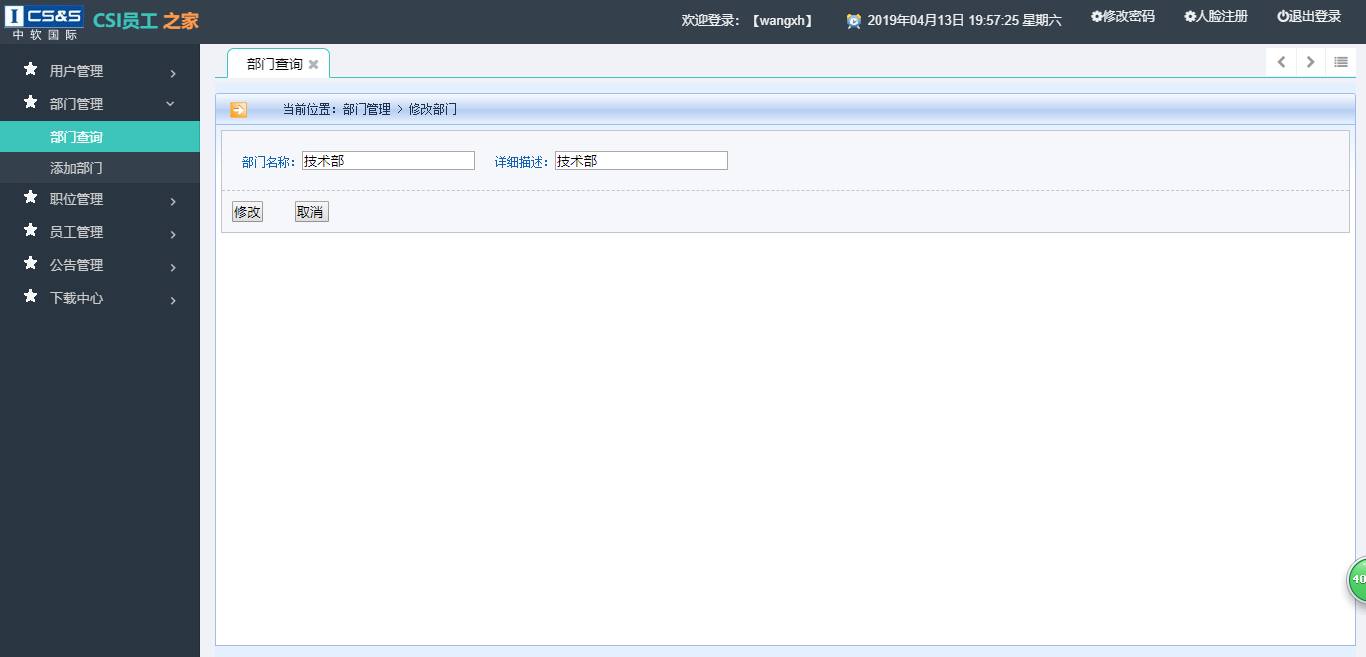 CS&S CSI员工 之家 欢迎登录：【wangxh】 2019年04月13日 19:57:25 星期六 修改密码 人脸注册 退出登录
中软国际
部门查询
用户管理
部门管理
部门查询
添加部门
职位管理
员工管理
公告管理
下载中心
当前位置：部门管理 > 修改部门
部门名称：技术部 详细描述：技术部
修改 取消
40